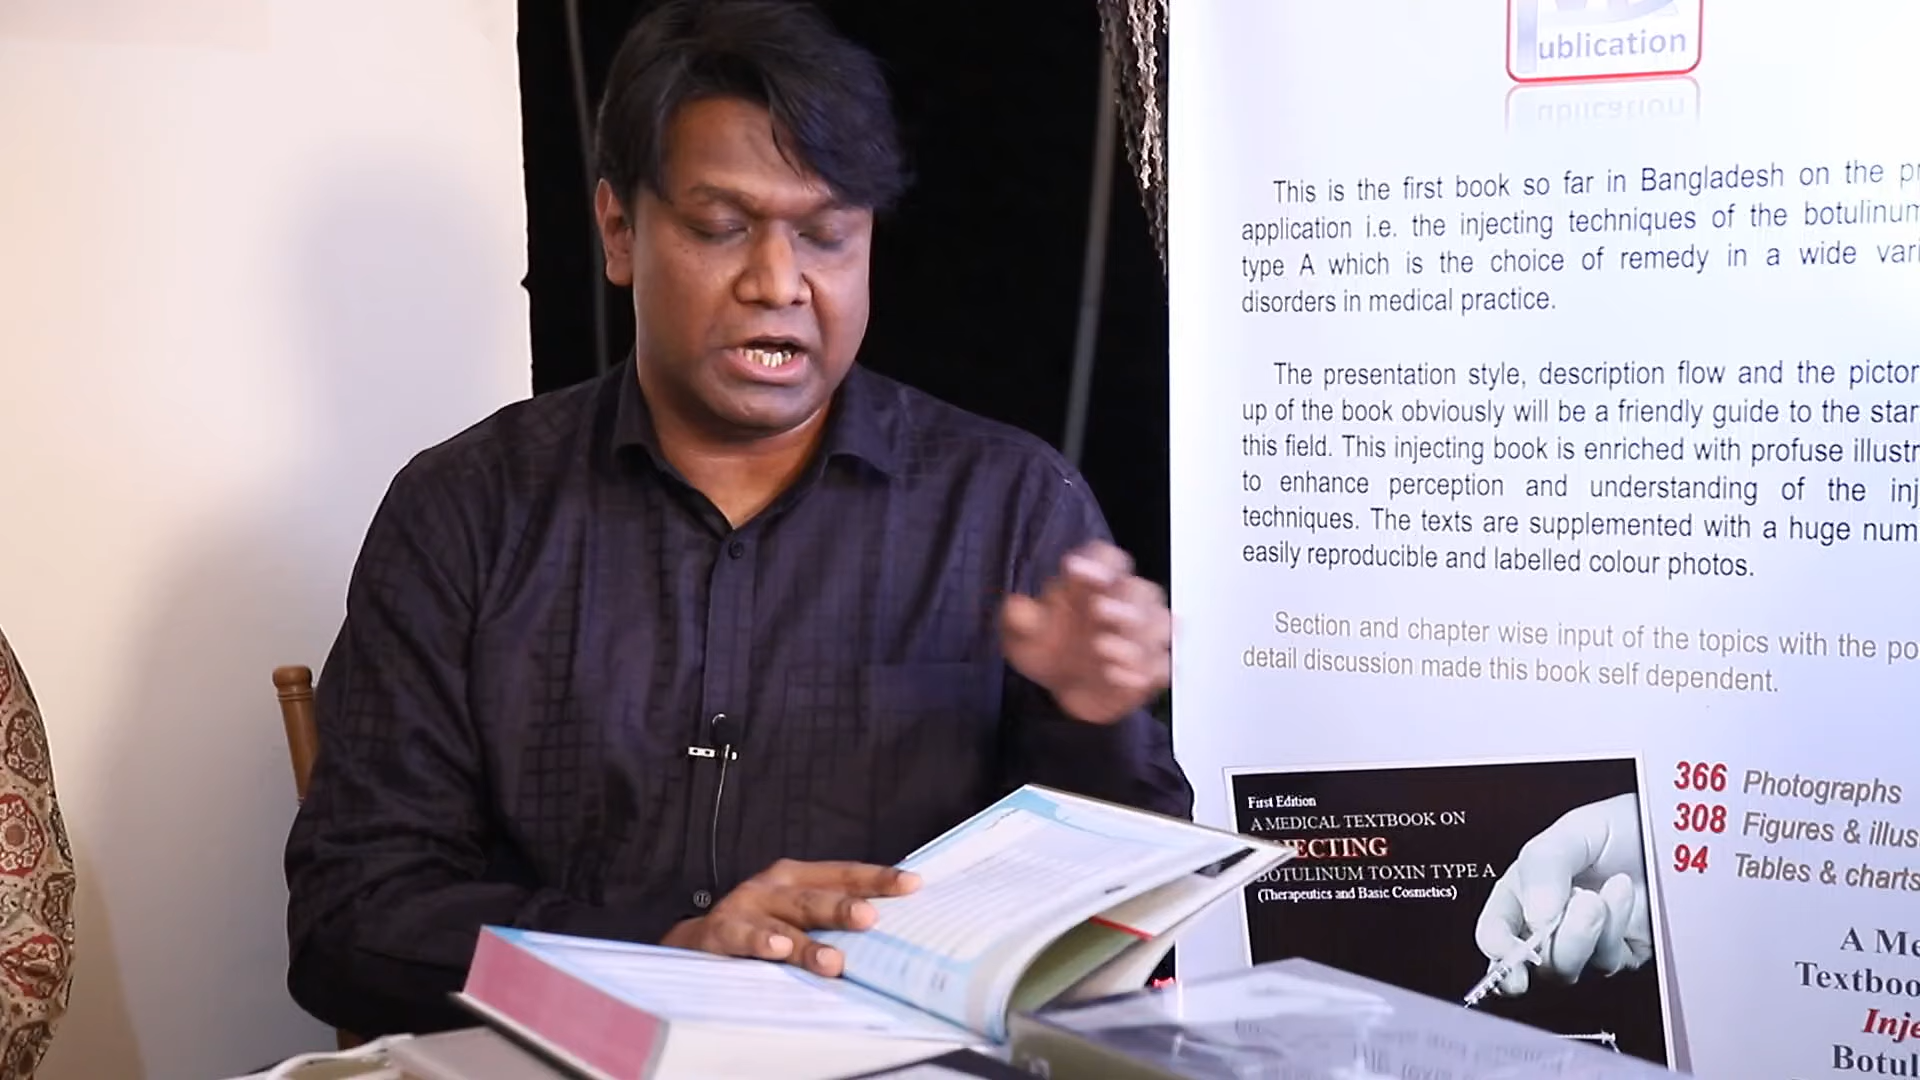 ublication
This is the first book so far in Bangladesh on the
application i.e. the injecting techniques of the botulinum
type A which is the choice of remedy in a wide
disorders in medical practice.
The presentation style, description flow and the
up of the book obviously will be a friendly guide to the
this field. This injecting book is enriched with profuse
to enhance perception and understanding of the
techniques. The texts are supplemented with a huge
easily reproducible and labelled colour photos.
Section and chapter wise input of the topics with the
detail discussion made this book self dependent.
First Edition
A MEDICAL TEXTBOOK ON
JECTING
BOTULINUM TOXIN TYPE A
(Therapeutics and Basic Cosmetics)
366 Photographs
308 Figures &
94 Tables & charts
A